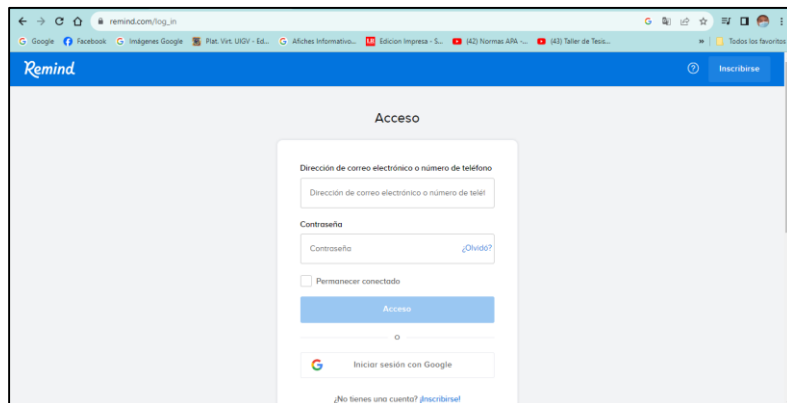 remind.com/log_in
Google Facebook Imágenes Google Plat. Virt. UIGV - Ed... Afiches Informativo... Edicion Impresa - S... (42) Normas APA -... (43) Taller de Tesis... » Todos los favoritos
Remind
Inscribirse
Acceso
Dirección de correo electrónico o número de teléfono
Dirección de correo electrónico o número de telé
Contraseña
Contraseña ¿Olvidó?
Permanecer conectado
Acceso
O
Iniciar sesión con Google
¿No tienes una cuenta? ¡Inscribirse!